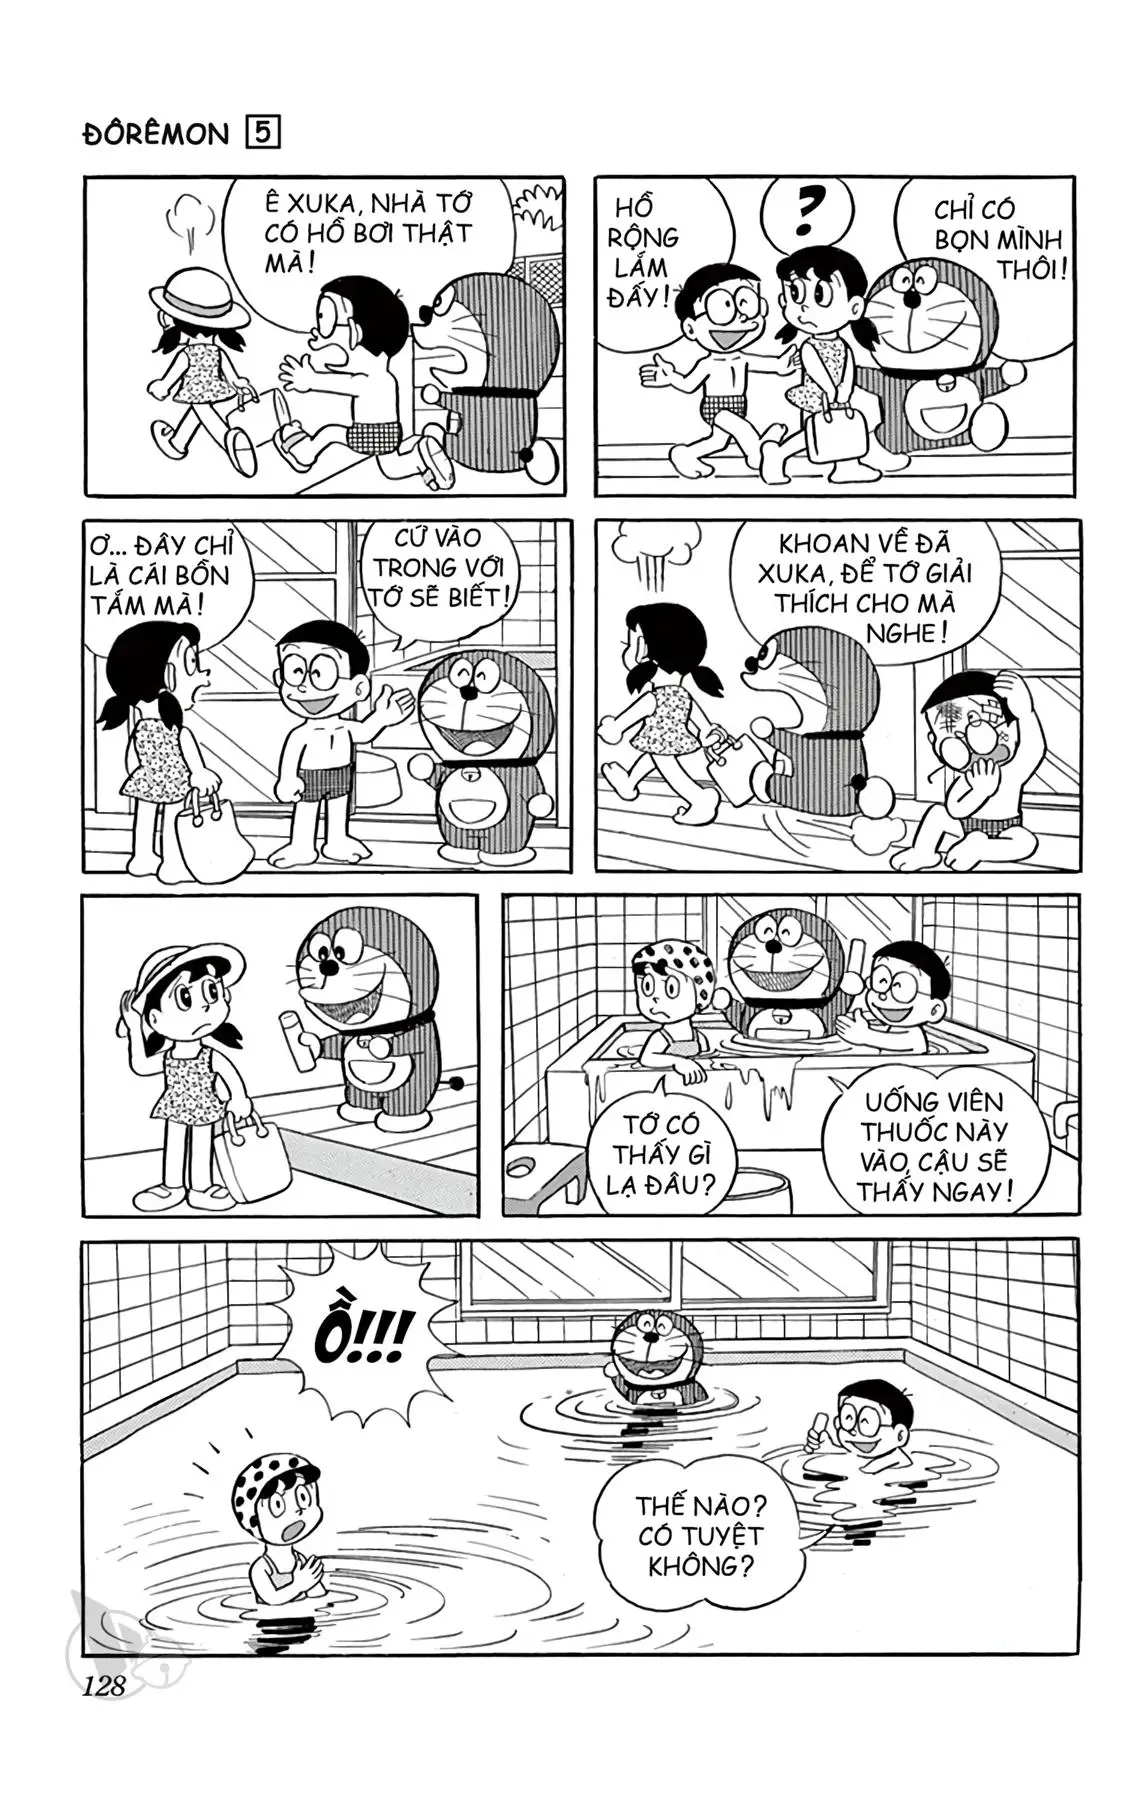 ĐÔRÊMON 5
Ê XUKA, NHÀ TỚ
CÓ HỒ BƠI THẬT
MÀ!
HỒ
RỘNG
LẮM
ĐẤY!
?
CHỈ CÓ
BỌN MÌNH
THÔI!
Ơ... ĐÂY CHỈ
LÀ CÁI BỒN
TẮM MÀ!
CỨ VÀO
TRONG VỚI
TỚ SẼ BIẾT!
KHOAN VỀ ĐÃ
XUKA, ĐỂ TỚ GIẢI
THÍCH CHO MÀ
NGHE!
TỚ CÓ
THẤY GÌ
LẠ ĐÂU?
UỐNG VIÊN
THUỐC NÀY
VÀO, CẬU SẼ
THẤY NGAY!
Ồ!!!
THẾ NÀO?
CÓ TUYỆT
KHÔNG?
128